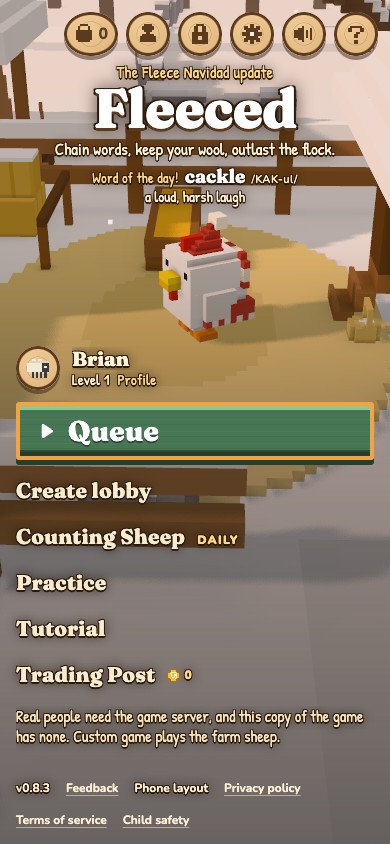 0
?
The Fleece Navidad update
Fleeced
Chain words, keep your wool, outlast the flock.
Word of the day! cackle /KAK-ul/
a loud, harsh laugh
Brian
Level 1 Profile
Queue
Create lobby
Counting Sheep DAILY
Practice
Tutorial
Trading Post 0
Real people need the game server, and this copy of the game
has none. Custom game plays the farm sheep.
v0.8.3 Feedback Phone layout Privacy policy
Terms of service Child safety